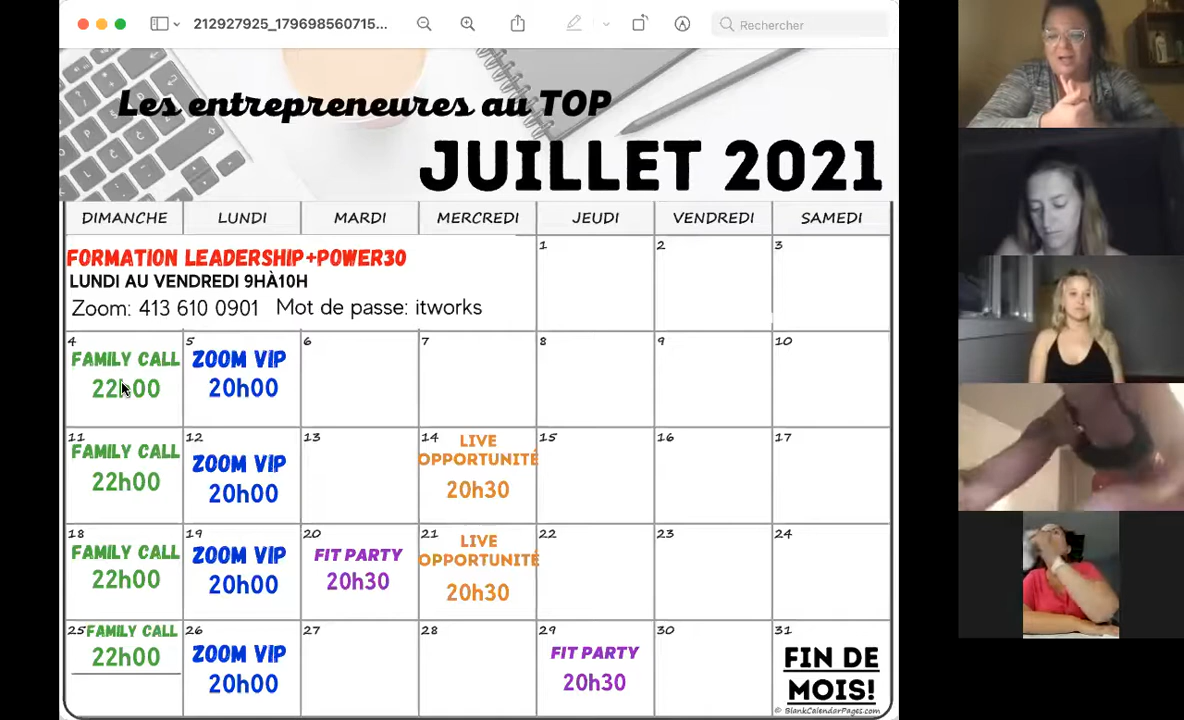 212927925_179698560715...
Rechercher
Les entrepreneures au TOP
JUILLET 2021
DIMANCHE LUNDI MARDI MERCREDI JEUDI VENDREDI SAMEDI
FORMATION LEADERSHIP+POWER30
LUNDI AU VENDREDI 9HÀ10H
Zoom: 413 610 0901 Mot de passe: itworks
1 2 3
4 5 6 7 8 9 10
FAMILY CALL ZOOM VIP
22h00 20h00
11 12 13 14 15 16 17
FAMILY CALL ZOOM VIP LIVE OPPORTUNITÉ
22h00 20h00 20h30
18 19 20 21 22 23 24
FAMILY CALL ZOOM VIP FIT PARTY LIVE OPPORTUNITÉ
22h00 20h00 20h30 20h30
25 26 27 28 29 30 31
FAMILY CALL ZOOM VIP FIT PARTY FIN DE MOIS!
22h00 20h00 20h30
© BlankCalendarPages.com